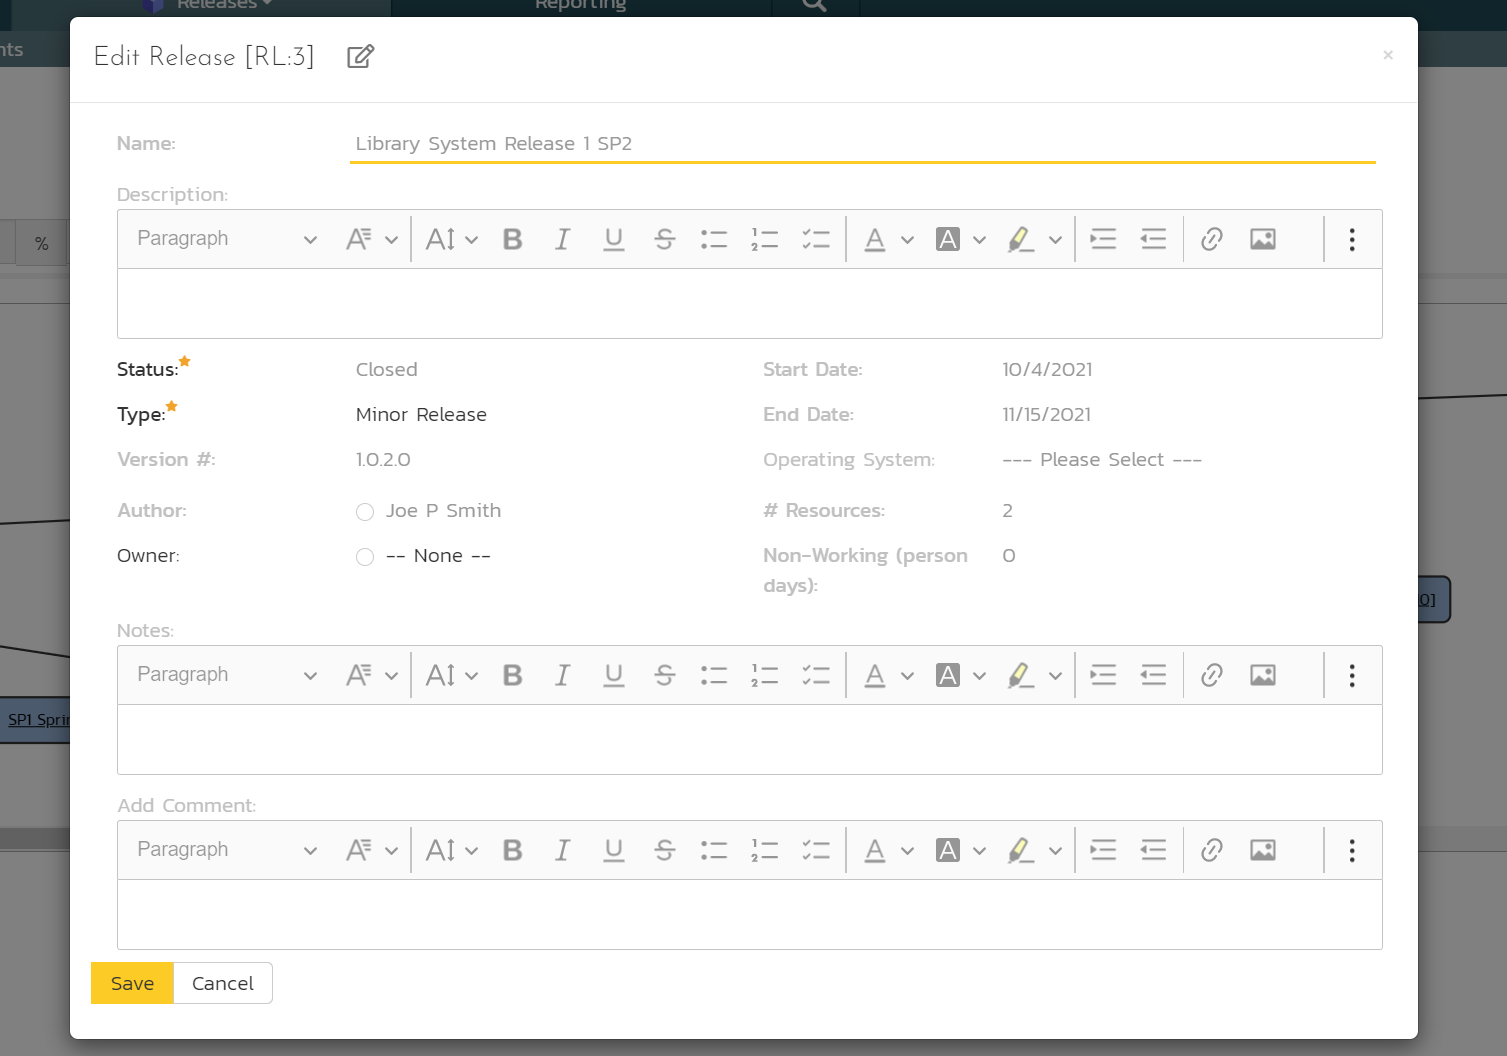 Releases
Reporting
nts
Edit Release [RL:3]
×
Name:
Library System Release 1 SP2
Description:
%
Paragraph
Status:
Closed
Start Date:
10/4/2021
Type:
Minor Release
End Date:
11/15/2021
Version #:
1.0.2.0
Operating System:
--- Please Select ---
Author:
Joe P Smith
# Resources:
2
Owner:
-- None --
Non-Working (person
days):
0
0]
Notes:
Paragraph
SP1 Sprin
Add Comment:
Paragraph
Save
Cancel